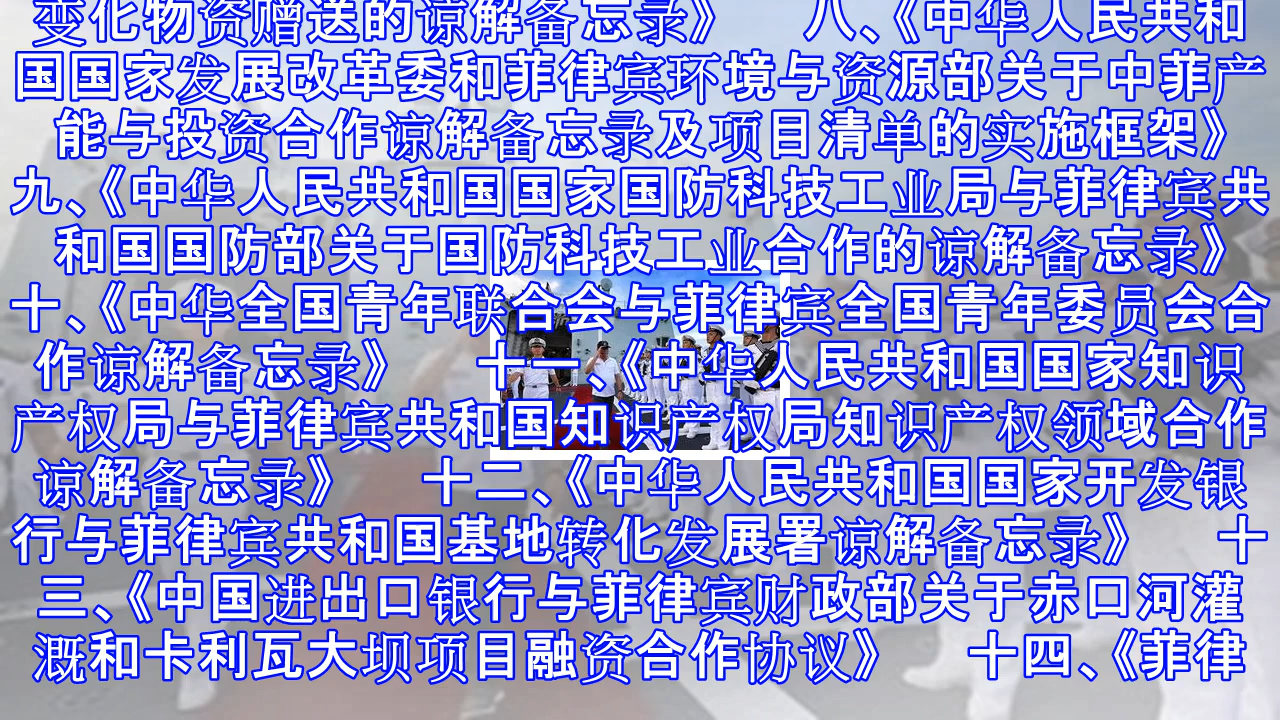 变化物资赠送的谅解备忘录》 八、《中华人民共和
国国家发展改革委和菲律宾环境与资源部关于中菲产
能与投资合作谅解备忘录及项目清单的实施框架》
九、《中华人民共和国国家国防科技工业局与菲律宾共
和国国防部关于国防科技工业合作的谅解备忘录》
十、《中华全国青年联合会与菲律宾全国青年委员会合
作谅解备忘录》 十一、《中华人民共和国国家知识
产权局与菲律宾共和国知识产权局知识产权领域合作
谅解备忘录》 十二、《中华人民共和国国家开发银
行与菲律宾共和国基地转化发展署谅解备忘录》 十
三、《中国进出口银行与菲律宾财政部关于赤口河灌
溉和卡利瓦大坝项目融资合作协议》 十四、《菲律